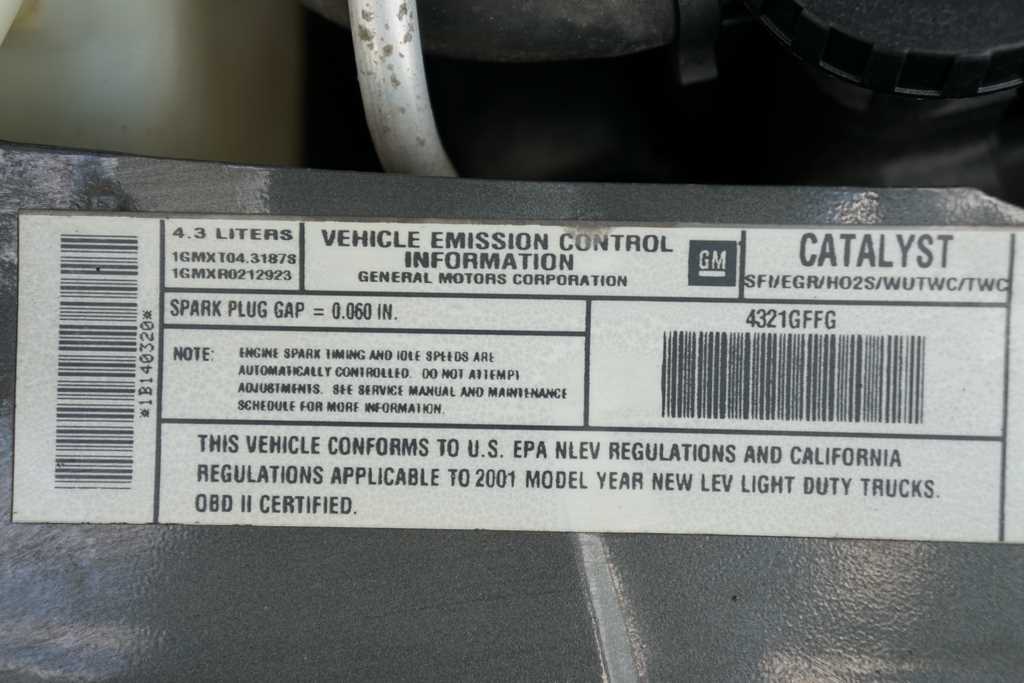 *1B140320*
4.3 LITERS
1GMXT04.3187S
1GMXR0212923
VEHICLE EMISSION CONTROL
INFORMATION
GENERAL MOTORS CORPORATION
GM
CATALYST
SFI/EGR/HO2S/WUTWC/TWC
SPARK PLUG GAP = 0.060 IN.
NOTE: ENGINE SPARK TIMING AND IDLE SPEEDS ARE
AUTOMATICALLY CONTROLLED. DO NOT ATTEMPT
ADJUSTMENTS. SEE SERVICE MANUAL AND MAINTENANCE
SCHEDULE FOR MORE INFORMATION.
4321GFFG
THIS VEHICLE CONFORMS TO U.S. EPA NLEV REGULATIONS AND CALIFORNIA
REGULATIONS APPLICABLE TO 2001 MODEL YEAR NEW LEV LIGHT DUTY TRUCKS.
OBD II CERTIFIED.